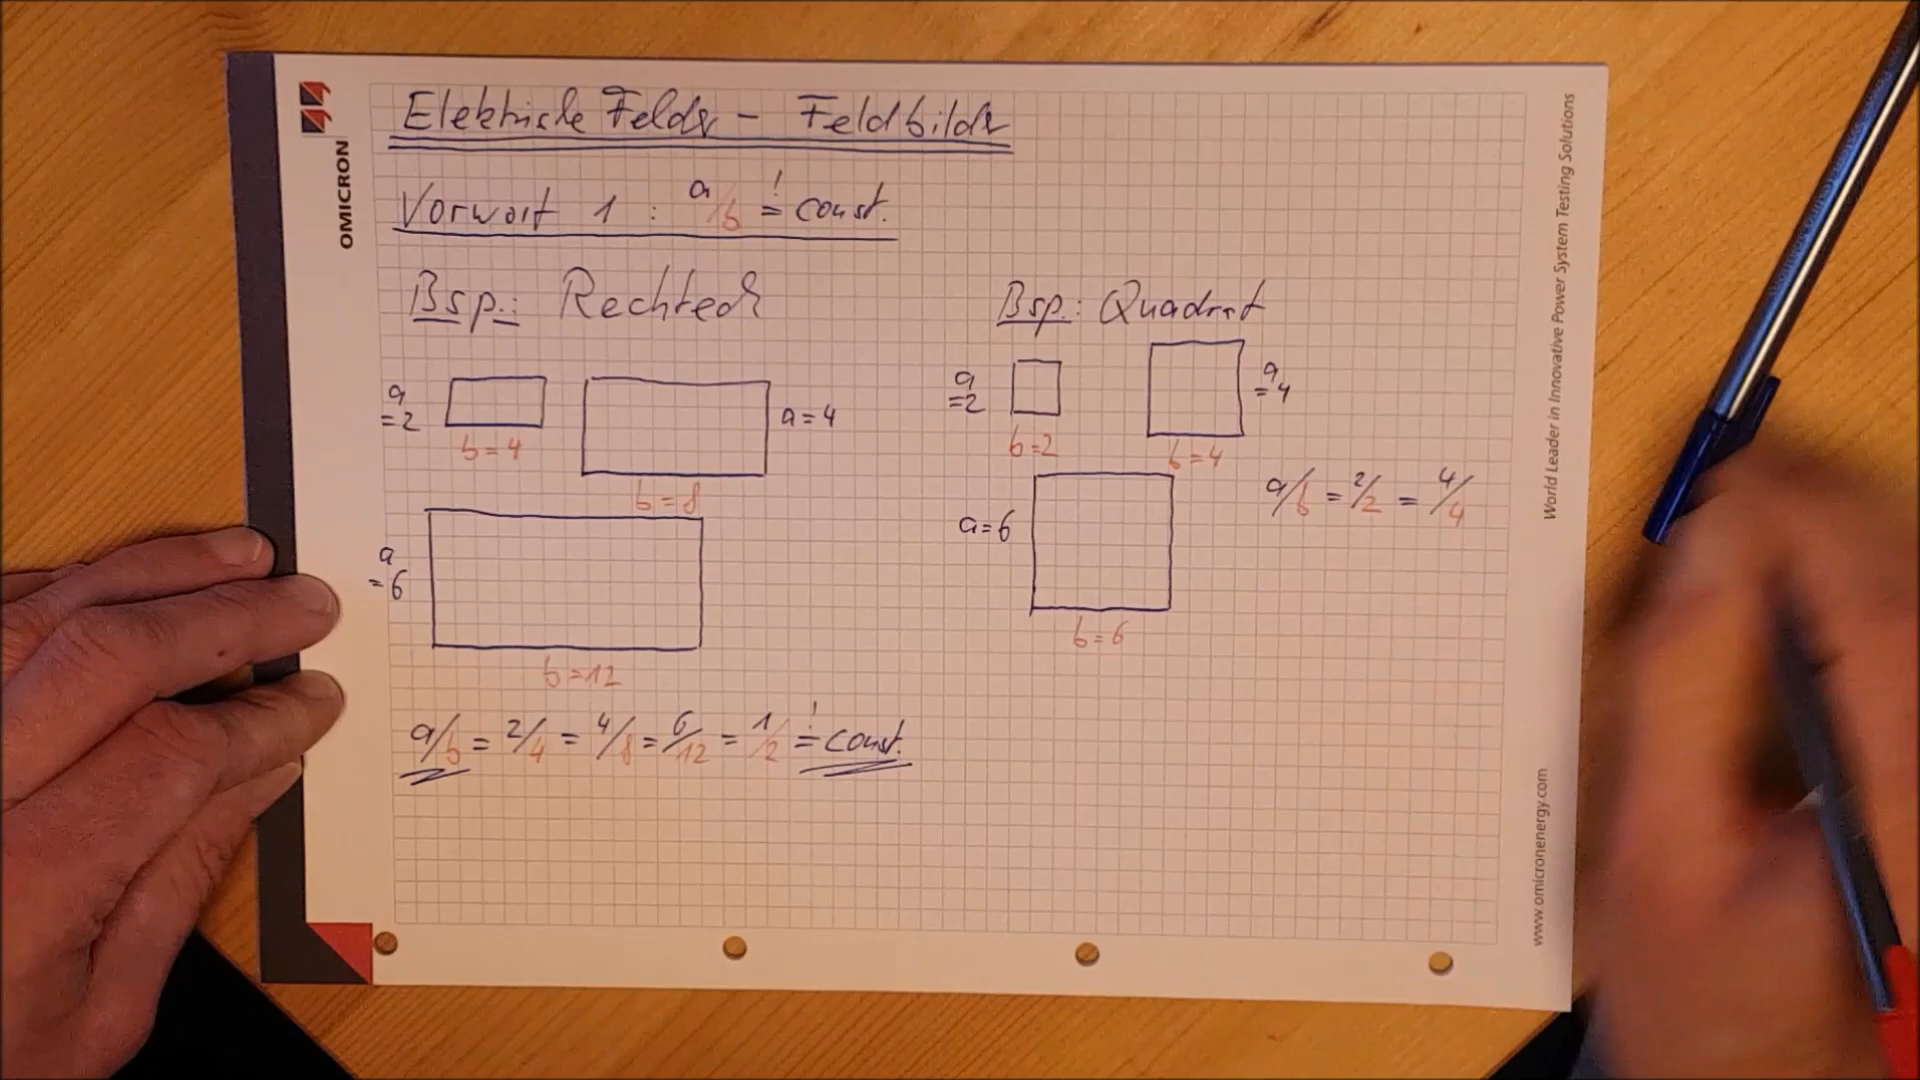 Elektrische Felder - Feldbilder
Vorwort 1 : a/b != const.
Bsp.: Rechteck
a = 2
b = 4
a = 4
b = 8
a = 6
b = 12
a/b = 2/4 = 4/8 = 6/12 = 1/2 != const.
Bsp.: Quadrat
a = 2
b = 2
a = 4
b = 4
a = 6
b = 6
a/b = 2/2 = 4/4
OMICRON
World Leader in Innovative Power System Testing Solutions
www.omicronenergy.com